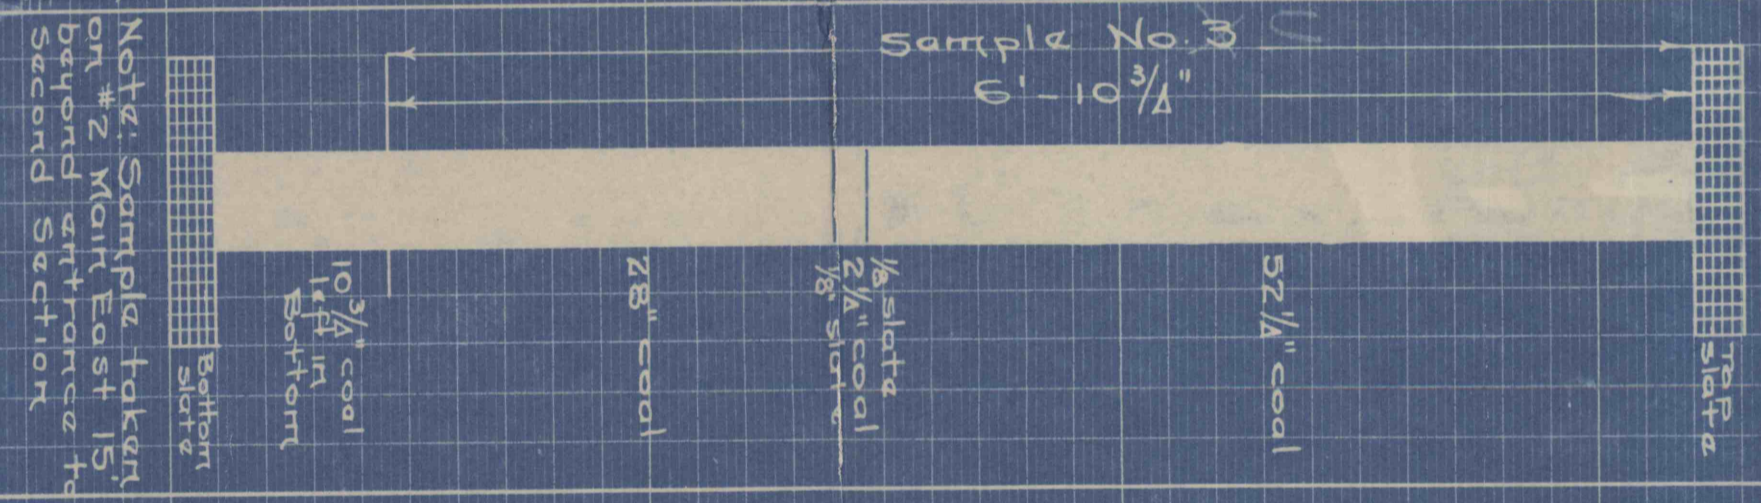 Sample No. 3
6'-10 3/4"
Top
slate
52 1/4" coal
1/8 slate
2 1/4" coal
1/8" slate
28" coal
10 3/4" coal
left in
Bottom
Bottom
slate
Note: Sample taken
on #2 Main East 15'
beyond entrance to
Second Section